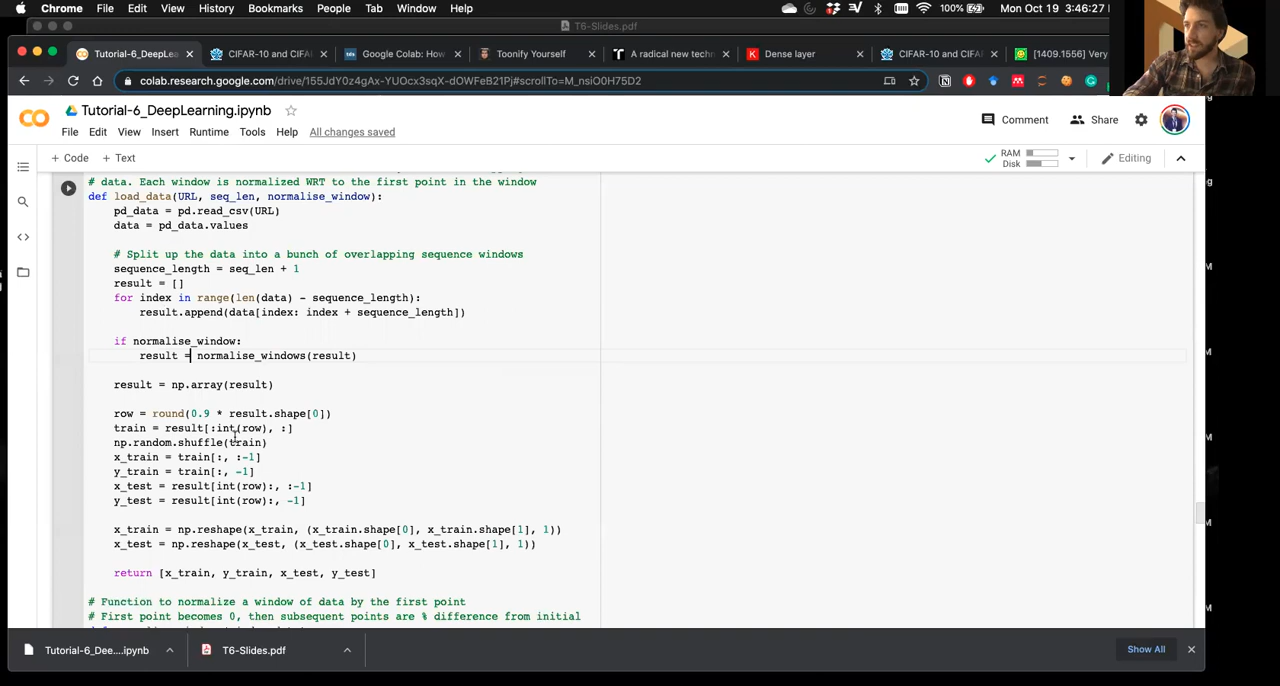 Chrome File Edit View History Bookmarks People Tab Window Help 100% Mon Oct 19 3:46:27
T6-Slides.pdf
Tutorial-6_DeepLea CIFAR-10 and CIFA Google Colab: How Toonify Yourself A radical new techn Dense layer CIFAR-10 and CIFA [1409.1556] Very
colab.research.google.com/drive/155JdY0z4gAx-YUOcx3sqX-dOWFeB21Pj#scrollTo=M_nsiO0H75D2
Tutorial-6_DeepLearning.ipynb
File Edit View Insert Runtime Tools Help All changes saved
Comment Share
+ Code + Text
RAM
Disk
Editing
# data. Each window is normalized WRT to the first point in the window
def load_data(URL, seq_len, normalise_window):
pd_data = pd.read_csv(URL)
data = pd_data.values
# Split up the data into a bunch of overlapping sequence windows
sequence_length = seq_len + 1
result = []
for index in range(len(data) - sequence_length):
result.append(data[index: index + sequence_length])
if normalise_window:
result = normalise_windows(result)
result = np.array(result)
row = round(0.9 * result.shape[0])
train = result[:int(row), :]
np.random.shuffle(train)
x_train = train[:, :-1]
y_train = train[:, -1]
x_test = result[int(row):, :-1]
y_test = result[int(row):, -1]
x_train = np.reshape(x_train, (x_train.shape[0], x_train.shape[1], 1))
x_test = np.reshape(x_test, (x_test.shape[0], x_test.shape[1], 1))
return [x_train, y_train, x_test, y_test]
# Function to normalize a window of data by the first point
# First point becomes 0, then subsequent points are % difference from initial
Tutorial-6_Dee....ipynb T6-Slides.pdf Show All